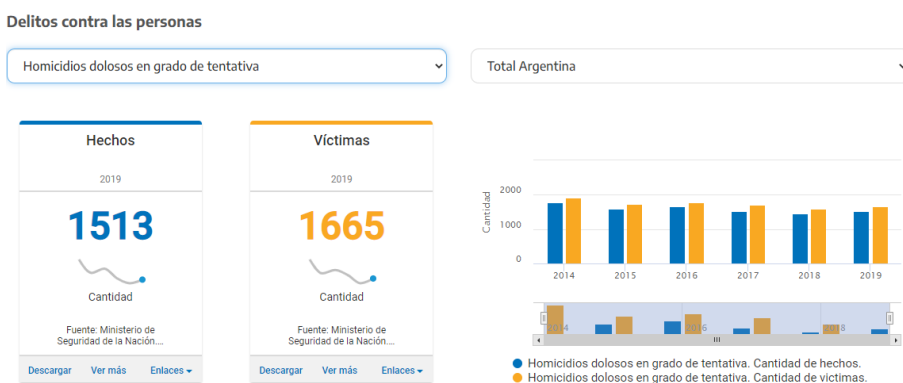 Delitos contra las personas
Homicidios dolosos en grado de tentativa
Total Argentina
Hechos
2019
1513
Cantidad
Fuente: Ministerio de
Seguridad de la Nación....
Descargar Ver más Enlaces
Víctimas
2019
1665
Cantidad
Fuente: Ministerio de
Seguridad de la Nación....
Descargar Ver más Enlaces
Cantidad
2000
1000
0
2014 2015 2016 2017 2018 2019
2014 2016 2018
Homicidios dolosos en grado de tentativa. Cantidad de hechos.
Homicidios dolosos en grado de tentativa. Cantidad de victimas.